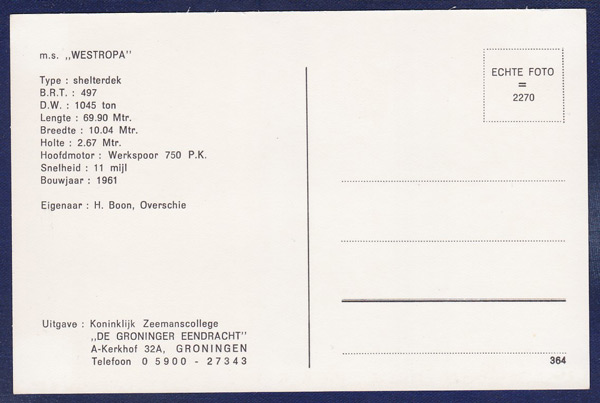 m.s. „WESTROPA"
Type : shelterdek
B.R.T. : 497
D.W. : 1045 ton
Lengte : 69.90 Mtr.
Breedte : 10.04 Mtr.
Holte : 2.67 Mtr.
Hoofdmotor : Werkspoor 750 P.K.
Snelheid : 11 mijl
Bouwjaar : 1961
Eigenaar : H. Boon, Overschie
Uitgave : Koninklijk Zeemanscollege
„DE GRONINGER EENDRACHT"
A-Kerkhof 32A, GRONINGEN
Telefoon 0 5900 - 27343
ECHTE FOTO
=
2270
364